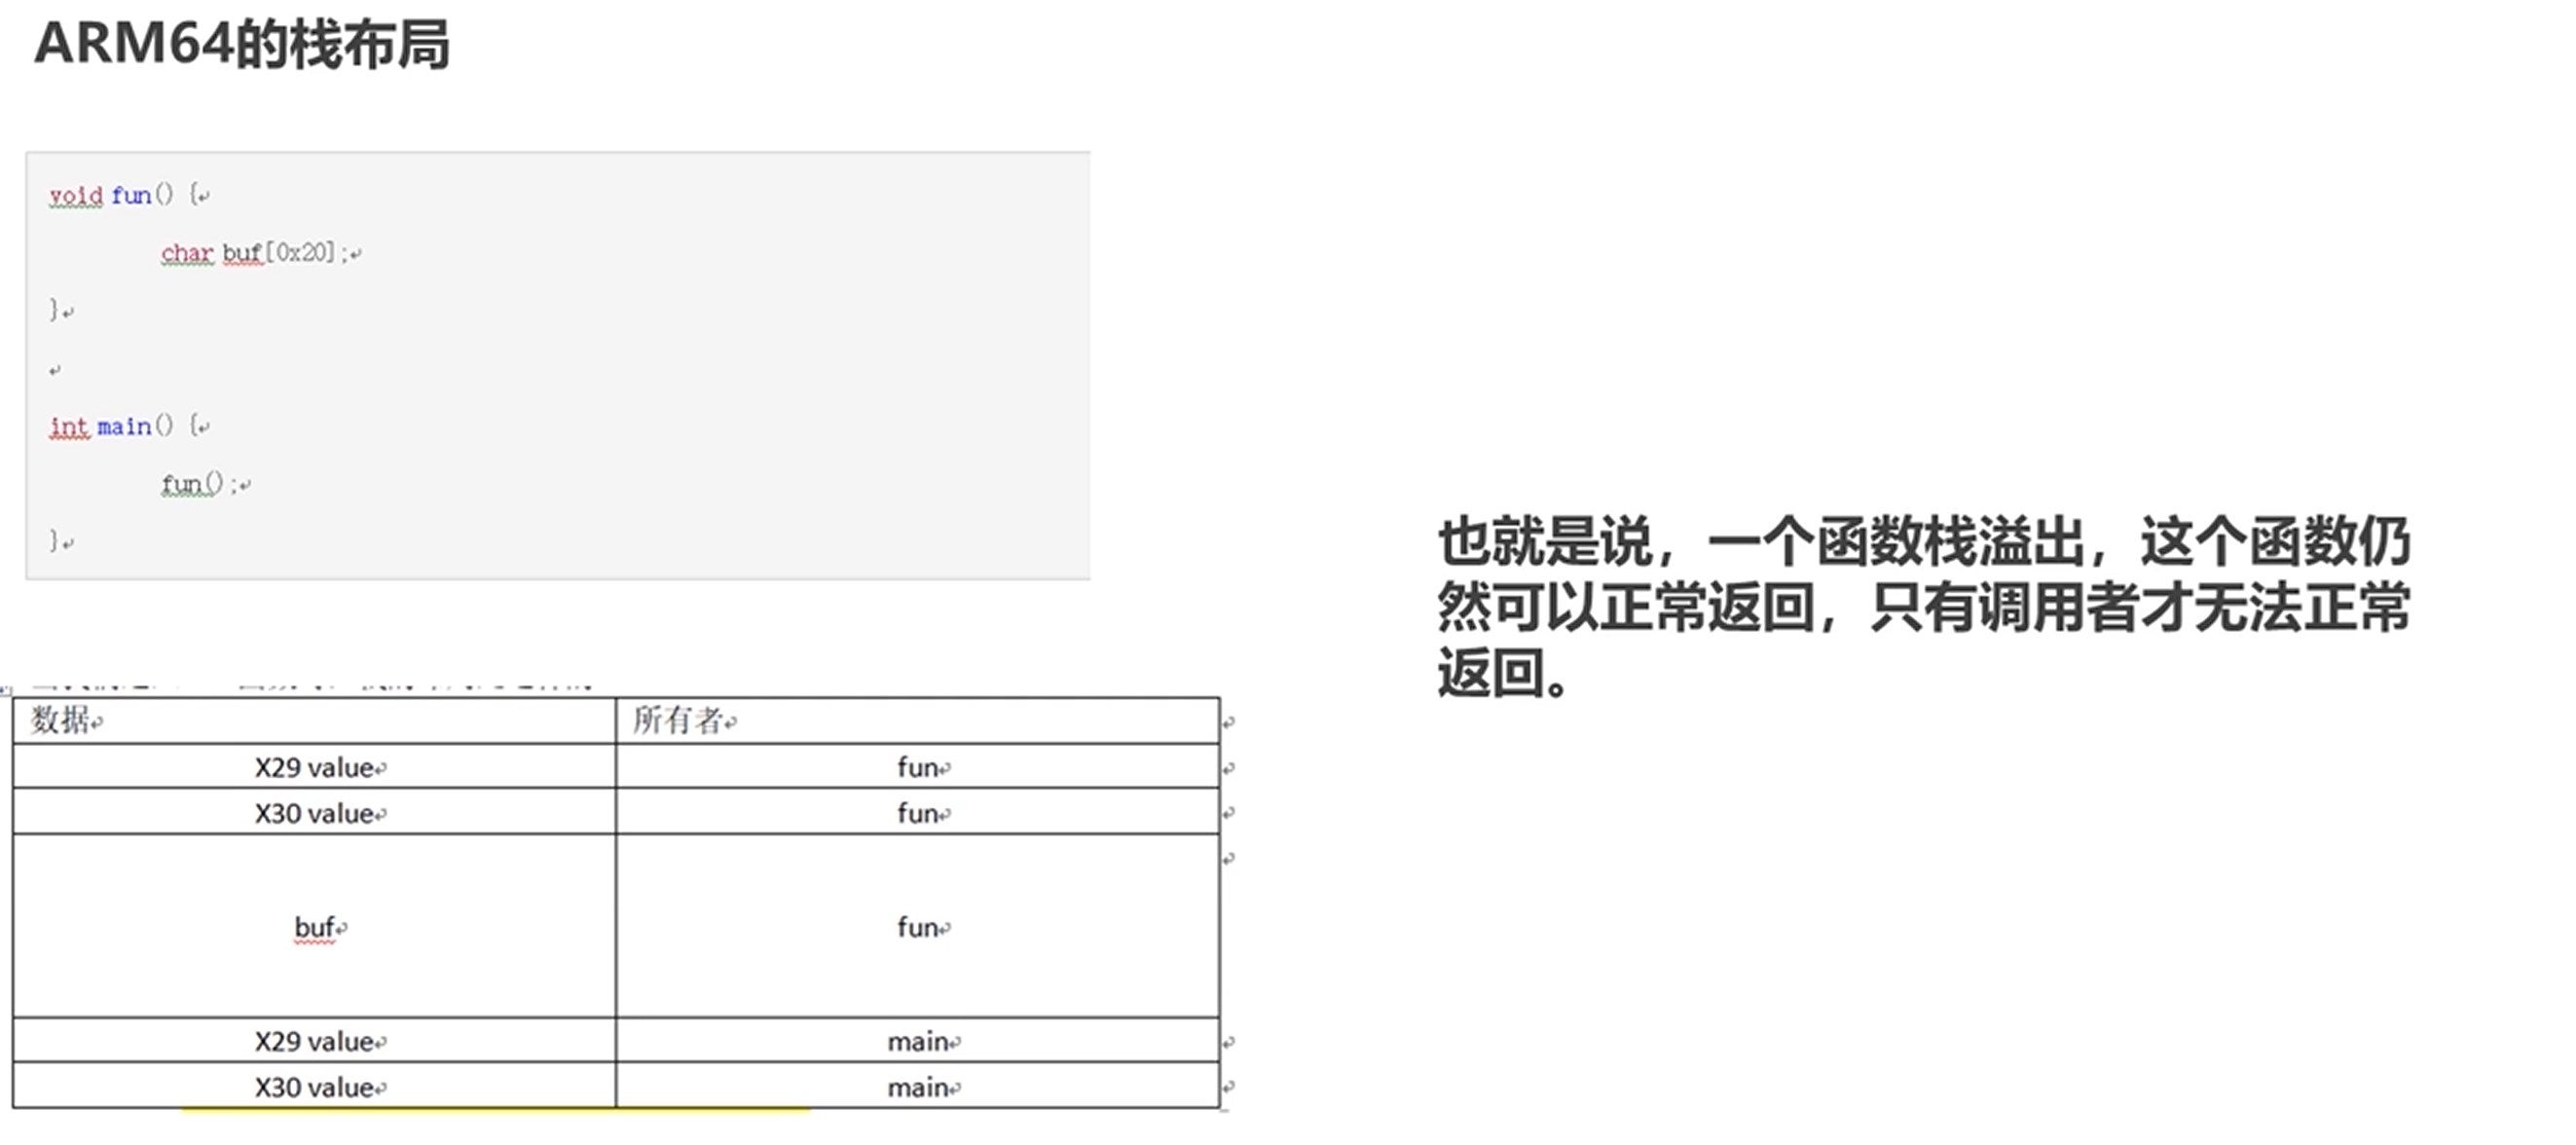 ARM64的栈布局
void fun() {
char buf[0x20];
}
int main() {
fun();
}
也就是说，一个函数栈溢出，这个函数仍
然可以正常返回，只有调用者才无法正常
返回。
数据 所有者
X29 value fun
X30 value fun
buf fun
X29 value main
X30 value main